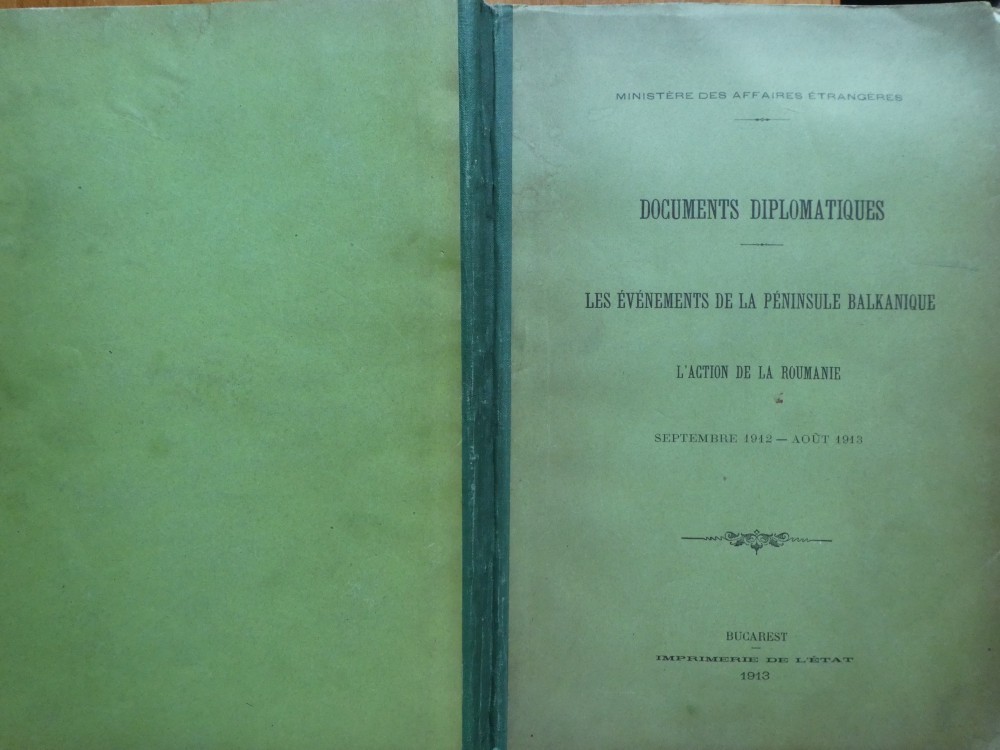 MINISTÈRE DES AFFAIRES ÉTRANGÈRES
DOCUMENTS DIPLOMATIQUES
LES ÉVÉNEMENTS DE LA PÉNINSULE BALKANIQUE
L'ACTION DE LA ROUMANIE
SEPTEMBRE 1912 — AOÛT 1913
BUCAREST
IMPRIMERIE DE L'ÉTAT
1913